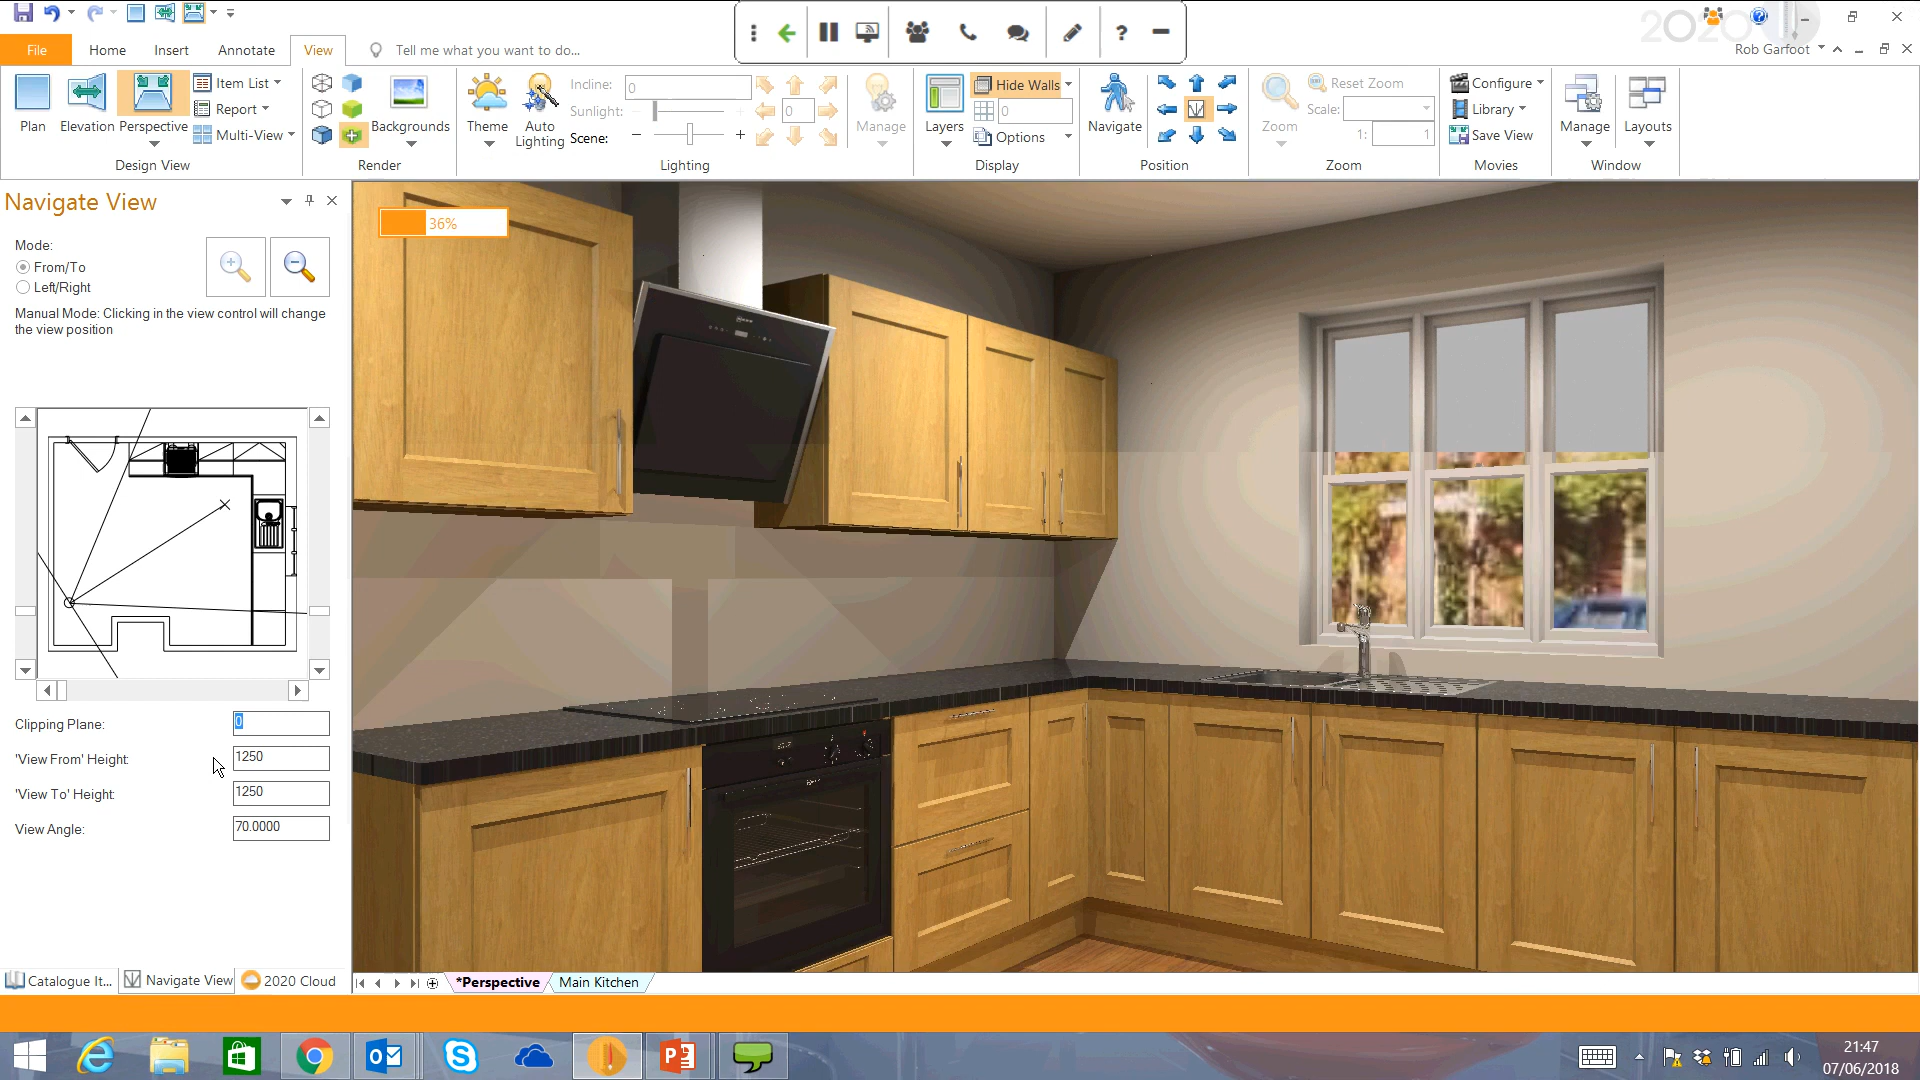 2020
Rob Garfoot
File
Home
Insert
Annotate
View
Tell me what you want to do...
?
Plan
Elevation
Perspective
Item List
Report
Multi-View
Design View
Backgrounds
Render
Theme
Auto Lighting
Incline: 0
Sunlight:
0
Scene:
Manage
Lighting
Layers
Hide Walls
0
Options
Display
Navigate
Position
Zoom
Reset Zoom
Scale:
1: 1
Zoom
Configure
Library
Save View
Movies
Manage
Layouts
Window
Navigate View
36%
Mode:
From/To
Left/Right
Manual Mode: Clicking in the view control will change
the view position
Clipping Plane: 0
'View From' Height: 1250
'View To' Height: 1250
View Angle: 70.0000
Catalogue It...
Navigate View
2020 Cloud
*Perspective
Main Kitchen
21:47
07/06/2018